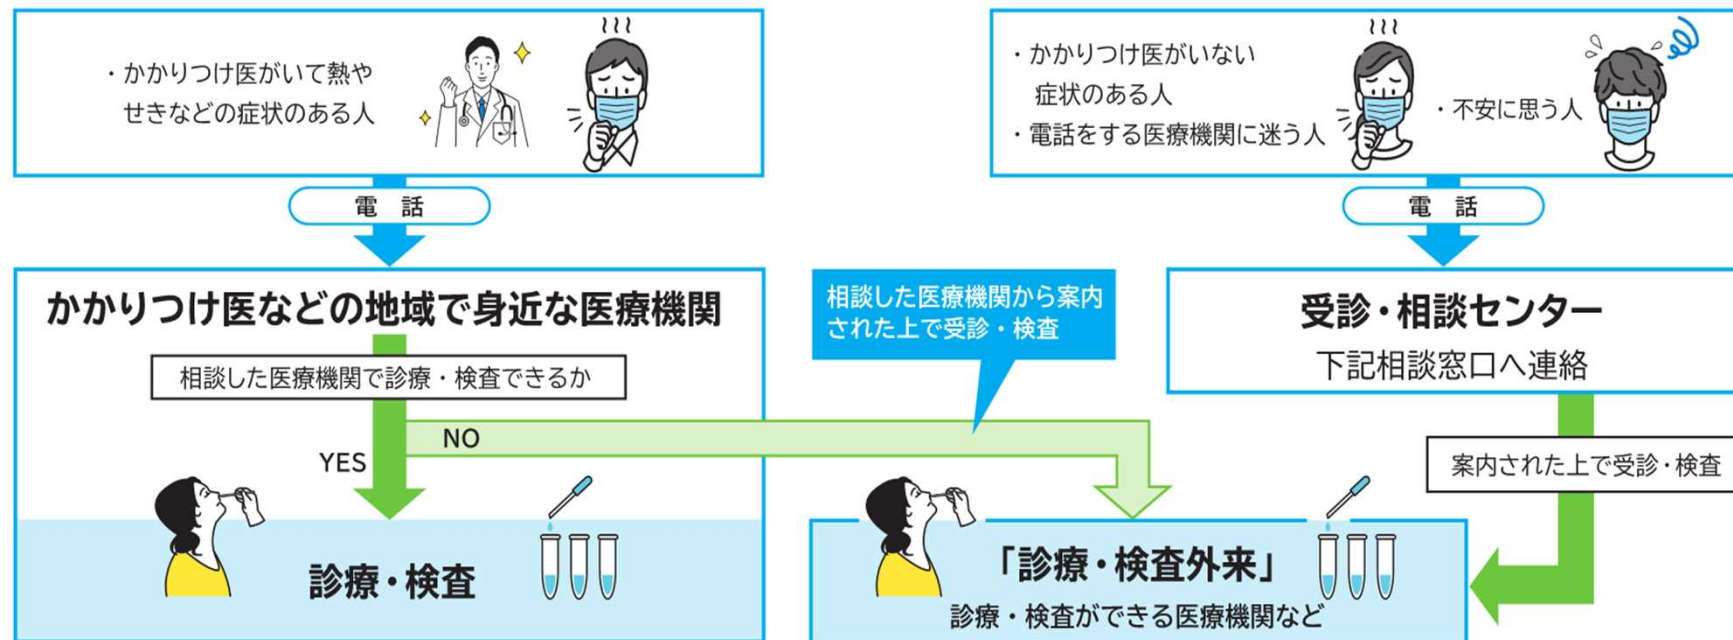 ・かかりつけ医がいて熱や
せきなどの症状のある人
・かかりつけ医がいない
症状のある人
・電話をする医療機関に迷う人
・不安に思う人
電　話
電　話
かかりつけ医などの地域で身近な医療機関
相談した医療機関で診療・検査できるか
YES
NO
診療・検査
相談した医療機関から案内
された上で受診・検査
受診・相談センター
下記相談窓口へ連絡
案内された上で受診・検査
「診療・検査外来」
診療・検査ができる医療機関など